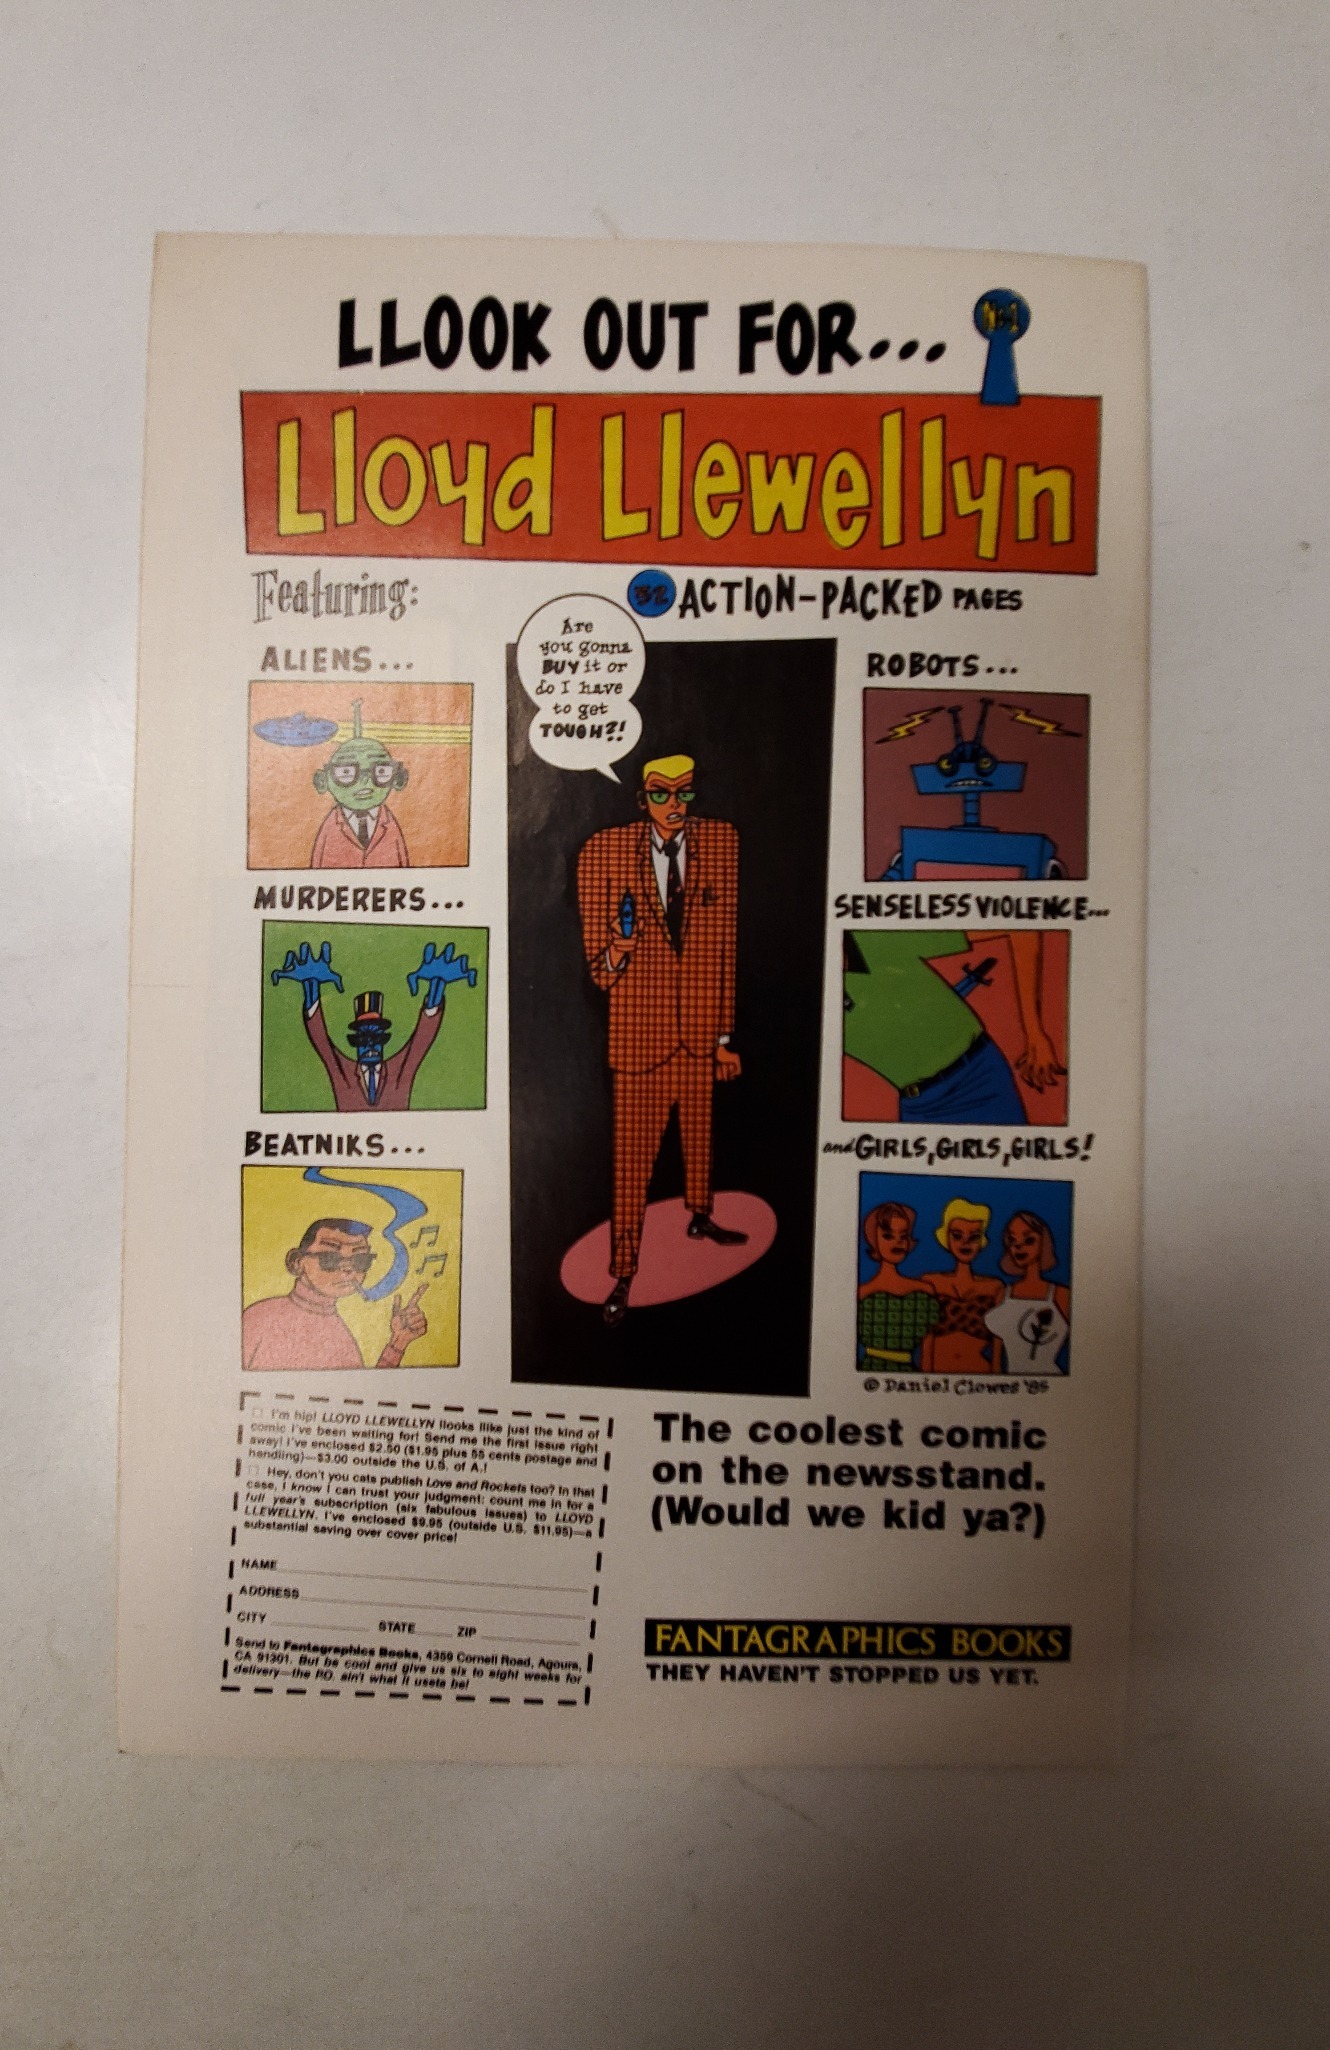 LLOOK OUT FOR...
No 1
Lloyd Llewellyn
Featuring:
32 ACTION-PACKED PAGES
Are
you gonna
BUY it or
do I have
to get
TOUGH?!
ALIENS...
ROBOTS...
MURDERERS...
SENSELESS VIOLENCE...
BEATNIKS...
and GIRLS, GIRLS, GIRLS!
© Daniel Clowes '85
I'm hip! LLOYD LLEWELLYN llooks llike just the kind of
comic I've been waiting for! Send me the first issue right
away! I've enclosed $2.50 ($1.95 plus 55 cents postage and
handling)—$3.00 outside the U.S. of A.!
Hey, don't you cats publish Love and Rockets too? In that
case, I know I can trust your judgment: count me in for a
full year's subscription (six fabulous issues) to LLOYD
LLEWELLYN. I've enclosed $9.95 (outside U.S. $11.95)—a
substantial saving over cover price!
NAME
ADDRESS
CITY STATE ZIP
Send to Fantagraphics Books, 4359 Cornell Road, Agoura,
CA 91301. But be cool and give us six to eight weeks for
delivery—the P.O. ain't what it useta be!
The coolest comic
on the newsstand.
(Would we kid ya?)
FANTAGRAPHICS BOOKS
THEY HAVEN'T STOPPED US YET.